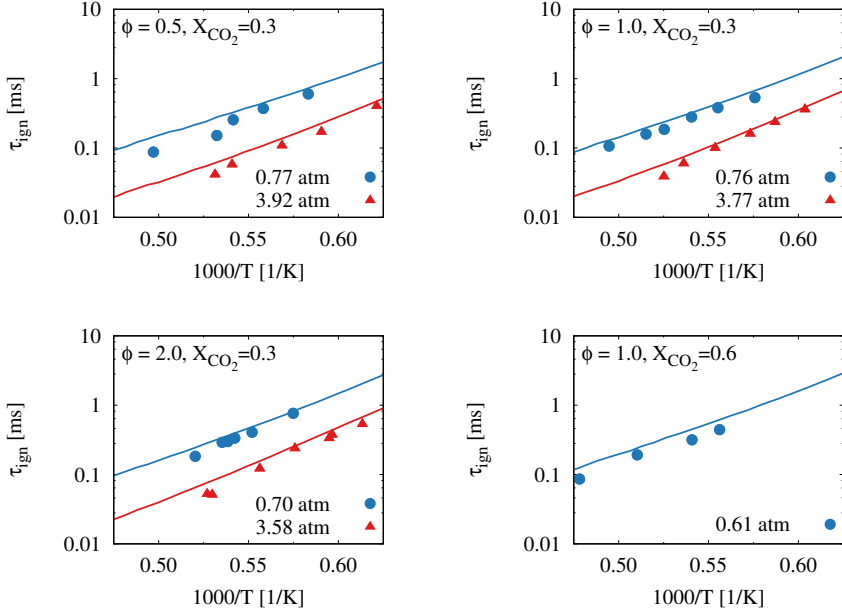 ϕ = 0.5, X_CO₂=0.3
10
1
0.1
0.01
τ_ign [ms]
0.77 atm
3.92 atm
0.50
0.55
0.60
1000/T [1/K]
ϕ = 1.0, X_CO₂=0.3
10
1
0.1
0.01
τ_ign [ms]
0.76 atm
3.77 atm
0.50
0.55
0.60
1000/T [1/K]
ϕ = 2.0, X_CO₂=0.3
10
1
0.1
0.01
τ_ign [ms]
0.70 atm
3.58 atm
0.50
0.55
0.60
1000/T [1/K]
ϕ = 1.0, X_CO₂=0.6
10
1
0.1
0.01
τ_ign [ms]
0.61 atm
0.50
0.55
0.60
1000/T [1/K]